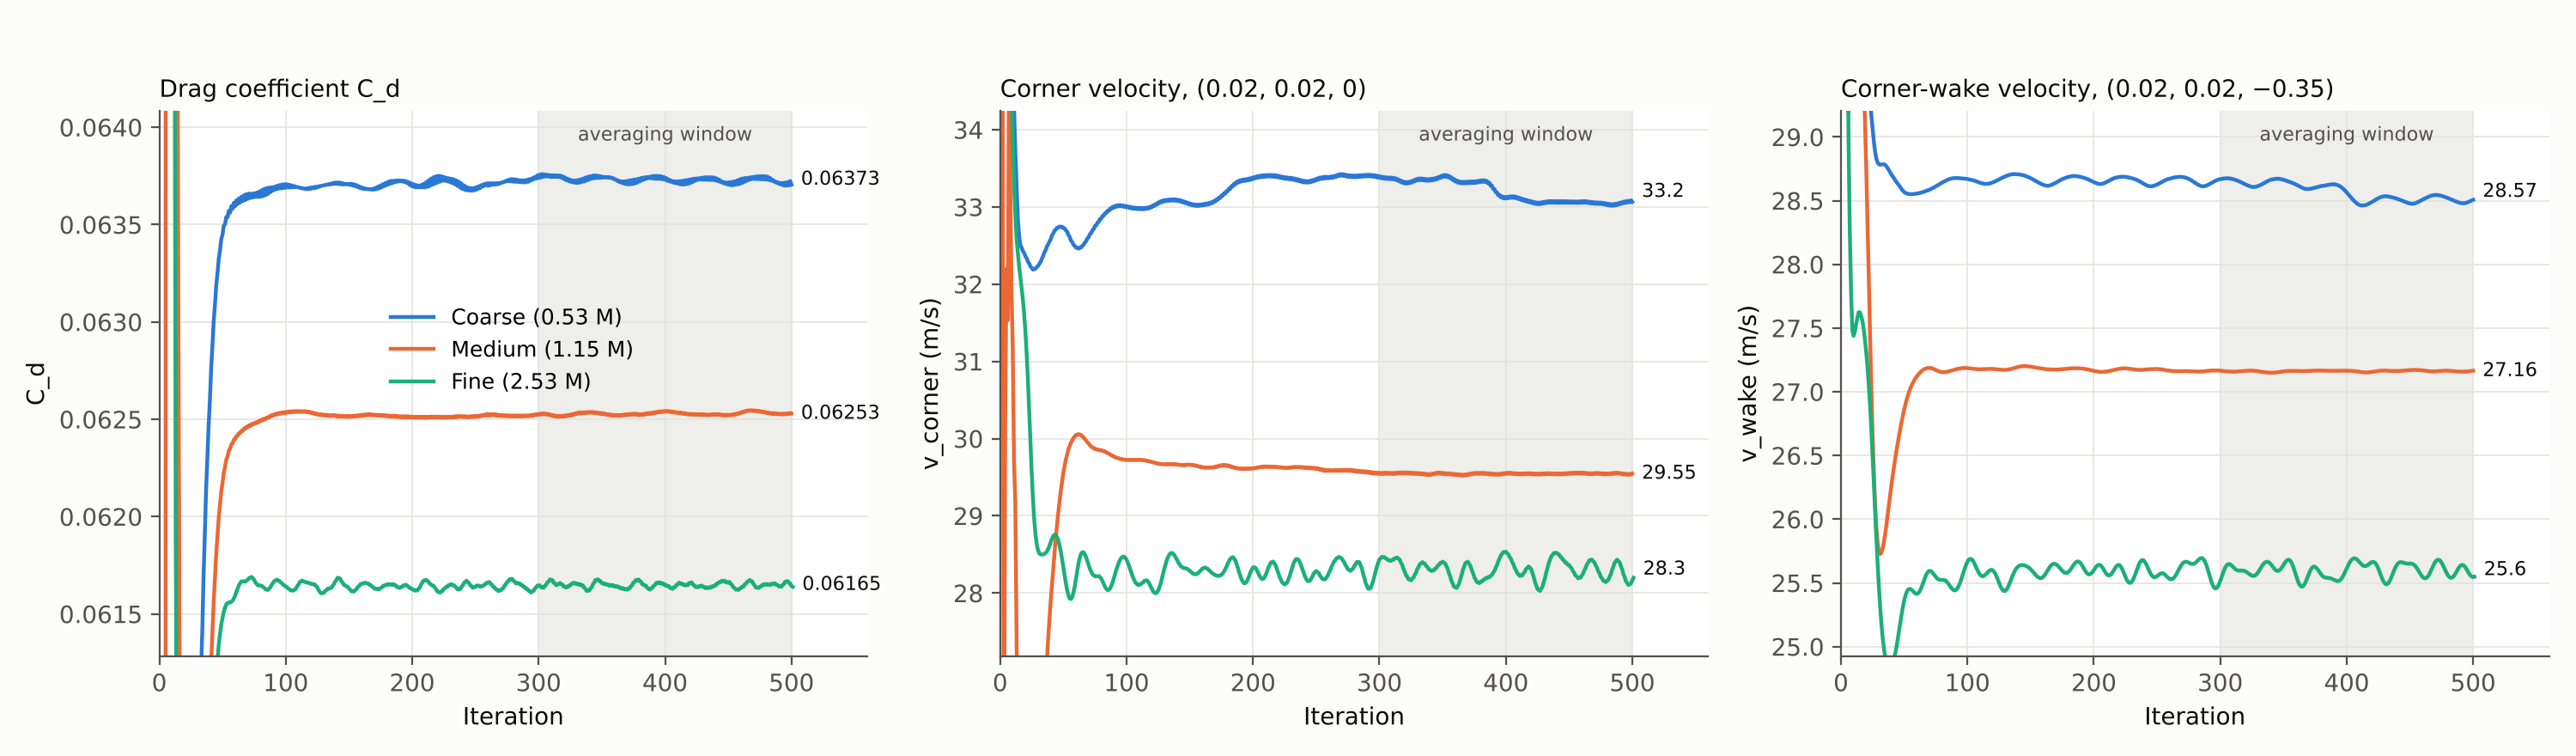 Drag coefficient C_d
averaging window
0.0640
0.0635
0.0630
0.0625
0.0620
0.0615
C_d
0.06373
0.06253
0.06165
Coarse (0.53 M)
Medium (1.15 M)
Fine (2.53 M)
0 100 200 300 400 500
Iteration
Corner velocity, (0.02, 0.02, 0)
averaging window
34
33
32
31
30
29
28
v_corner (m/s)
33.2
29.55
28.3
0 100 200 300 400 500
Iteration
Corner-wake velocity, (0.02, 0.02, −0.35)
averaging window
29.0
28.5
28.0
27.5
27.0
26.5
26.0
25.5
25.0
v_wake (m/s)
28.57
27.16
25.6
0 100 200 300 400 500
Iteration